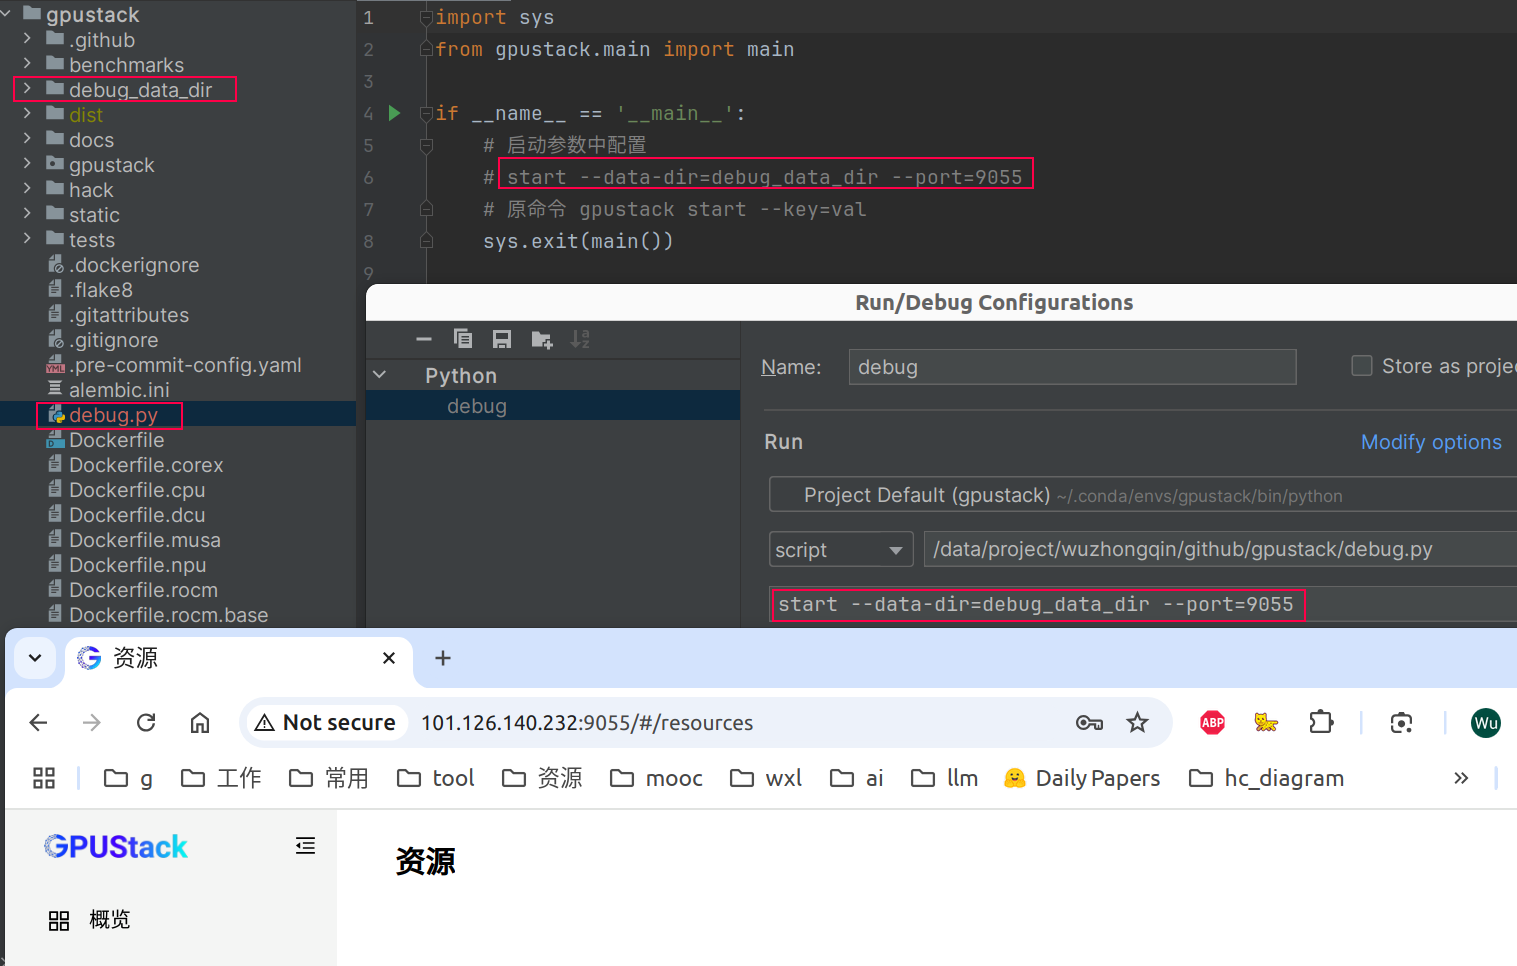 gpustack
.github
benchmarks
debug_data_dir
dist
docs
gpustack
hack
static
tests
.dockerignore
.flake8
.gitattributes
.gitignore
.pre-commit-config.yaml
alembic.ini
debug.py
Dockerfile
Dockerfile.corex
Dockerfile.cpu
Dockerfile.dcu
Dockerfile.musa
Dockerfile.npu
Dockerfile.rocm
Dockerfile.rocm.base
1 import sys
2 from gpustack.main import main
3
4 if __name__ == '__main__':
5 # 启动参数中配置
6 # start --data-dir=debug_data_dir --port=9055
7 # 原命令 gpustack start --key=val
8 sys.exit(main())
9
Run/Debug Configurations
Python
debug
Name: debug
Store as projec
Run
Modify options
Project Default (gpustack) ~/.conda/envs/gpustack/bin/python
script /data/project/wuzhongqin/github/gpustack/debug.py
start --data-dir=debug_data_dir --port=9055
资源
Not secure 101.126.140.232:9055/#/resources
ABP
Wu
g 工作 常用 tool 资源 mooc wxl ai llm Daily Papers hc_diagram
GPUStack
资源
概览